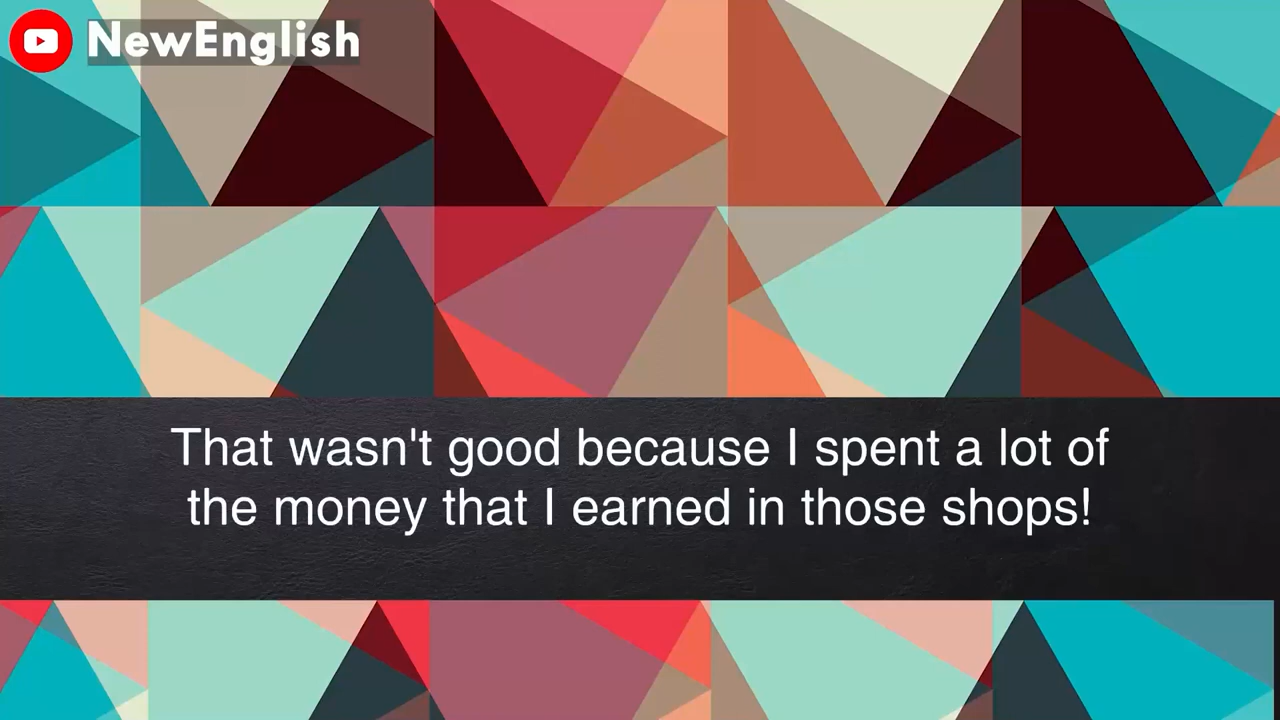 NewEnglish
That wasn't good because I spent a lot of
the money that I earned in those shops!